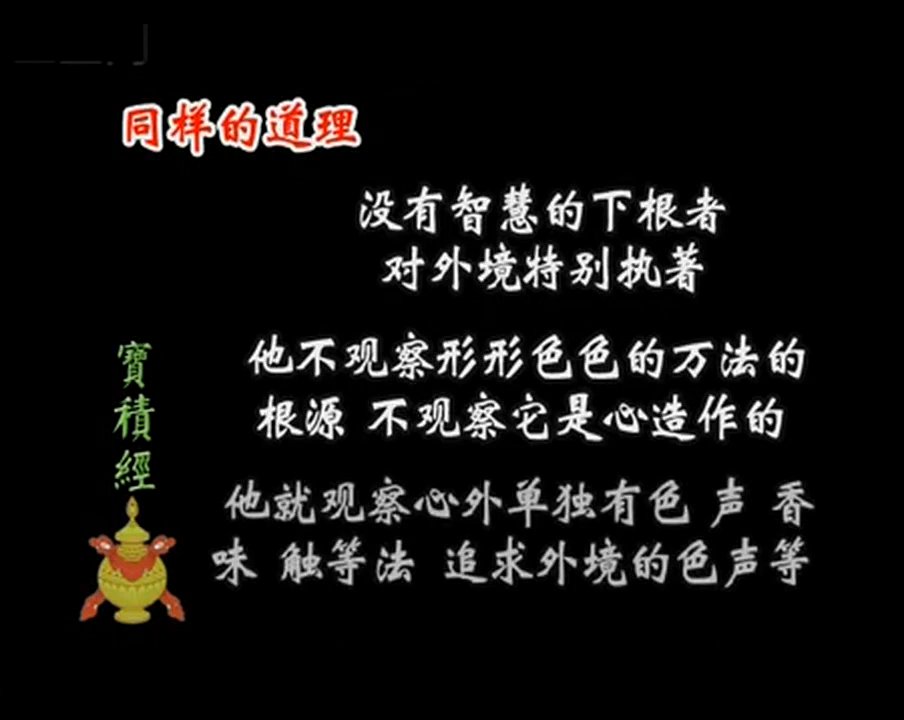 同样的道理
没有智慧的下根者
对外境特别执著
他不观察形形色色的万法的
根源 不观察它是心造作的
他就观察心外单独有色 声 香
味 触等法 追求外境的色声等
寶積經